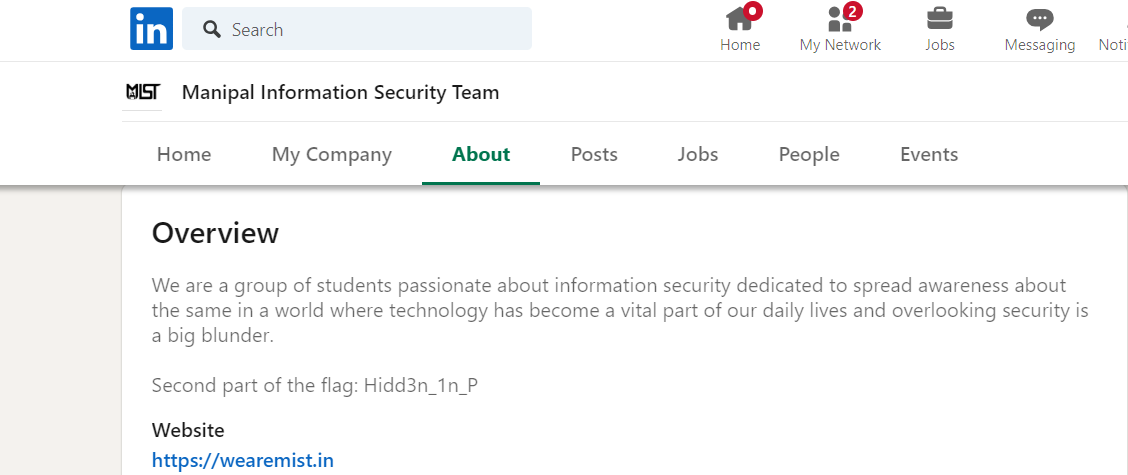 in
Search
2
Home
My Network
Jobs
Messaging
Noti
MIST
Manipal Information Security Team
Home
My Company
About
Posts
Jobs
People
Events
Overview
We are a group of students passionate about information security dedicated to spread awareness about
the same in a world where technology has become a vital part of our daily lives and overlooking security is
a big blunder.
Second part of the flag: Hidd3n_1n_P
Website
https://wearemist.in